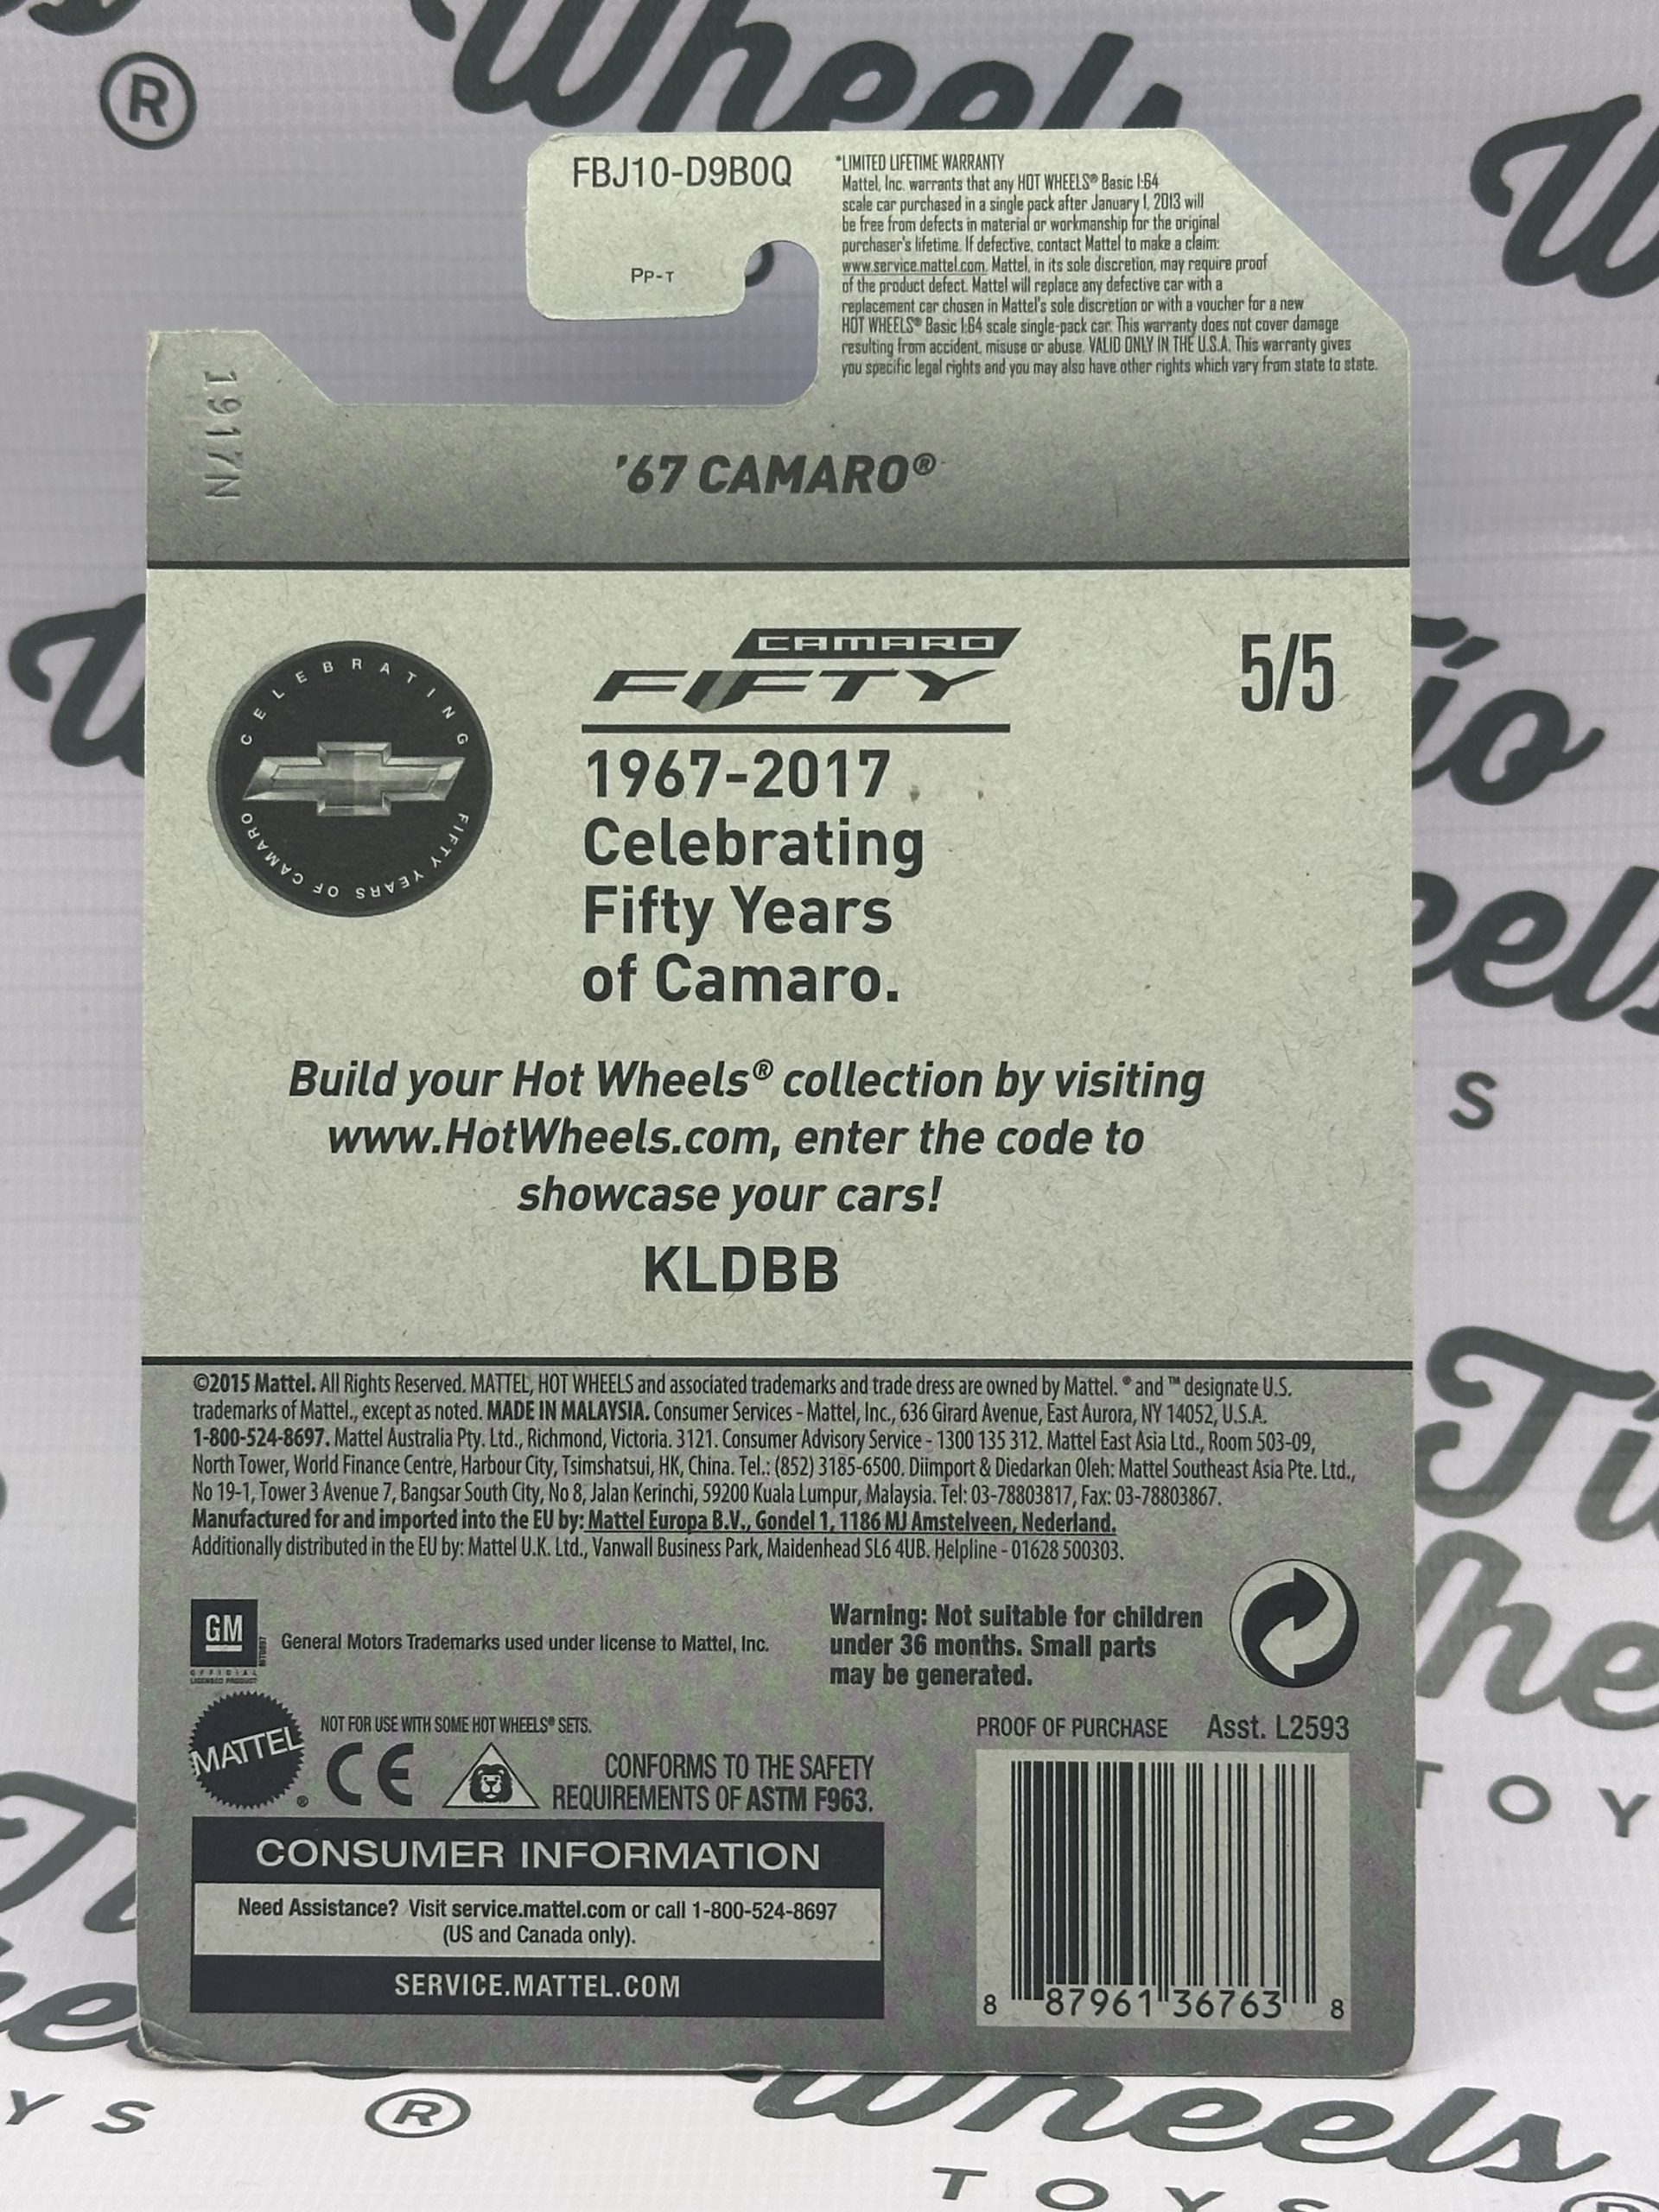 Wheels
®
FBJ10-D9B0Q
PP-T
*LIMITED LIFETIME WARRANTY
Mattel, Inc. warrants that any HOT WHEELS® Basic 1:64
scale car purchased in a single pack after January 1, 2013 will
be free from defects in material or workmanship for the original
purchaser's lifetime. If defective, contact Mattel to make a claim:
www.service.mattel.com. Mattel, in its sole discretion, may require proof
of the product defect. Mattel will replace any defective car with a
replacement car chosen in Mattel's sole discretion or with a voucher for a new
HOT WHEELS® Basic 1:64 scale single-pack car. This warranty does not cover damage
resulting from accident, misuse or abuse. VALID ONLY IN THE U.S.A. This warranty gives
you specific legal rights and you may also have other rights which vary from state to state.
1917N
'67 CAMARO®
CELEBRATING
FIFTY YEARS OF CAMARO
CAMARO
FIFTY
5/5
1967-2017
Celebrating
Fifty Years
of Camaro.
Build your Hot Wheels® collection by visiting
www.HotWheels.com, enter the code to
showcase your cars!
KLDBB
©2015 Mattel. All Rights Reserved. MATTEL, HOT WHEELS and associated trademarks and trade dress are owned by Mattel. ® and ™ designate U.S.
trademarks of Mattel., except as noted. MADE IN MALAYSIA. Consumer Services - Mattel, Inc., 636 Girard Avenue, East Aurora, NY 14052, U.S.A.
1-800-524-8697. Mattel Australia Pty. Ltd., Richmond, Victoria. 3121. Consumer Advisory Service - 1300 135 312. Mattel East Asia Ltd., Room 503-09,
North Tower, World Finance Centre, Harbour City, Tsimshatsui, HK, China. Tel.: (852) 3185-6500. Diimport & Diedarkan Oleh: Mattel Southeast Asia Pte. Ltd.,
No 19-1, Tower 3 Avenue 7, Bangsar South City, No 8, Jalan Kerinchi, 59200 Kuala Lumpur, Malaysia. Tel: 03-78803817, Fax: 03-78803867.
Manufactured for and imported into the EU by: Mattel Europa B.V., Gondel 1, 1186 MJ Amstelveen, Nederland.
Additionally distributed in the EU by: Mattel U.K. Ltd., Vanwall Business Park, Maidenhead SL6 4UB. Helpline - 01628 500303.
GM
OFFICIAL
LICENSED PRODUCT
General Motors Trademarks used under license to Mattel, Inc.
Warning: Not suitable for children
under 36 months. Small parts
may be generated.
MATTEL®
NOT FOR USE WITH SOME HOT WHEELS® SETS.
CE
CONFORMS TO THE SAFETY
REQUIREMENTS OF ASTM F963.
PROOF OF PURCHASE Asst. L2593
CONSUMER INFORMATION
Need Assistance? Visit service.mattel.com or call 1-800-524-8697
(US and Canada only).
SERVICE.MATTEL.COM
8 87961 36763 8
Wheels
®
TOYS